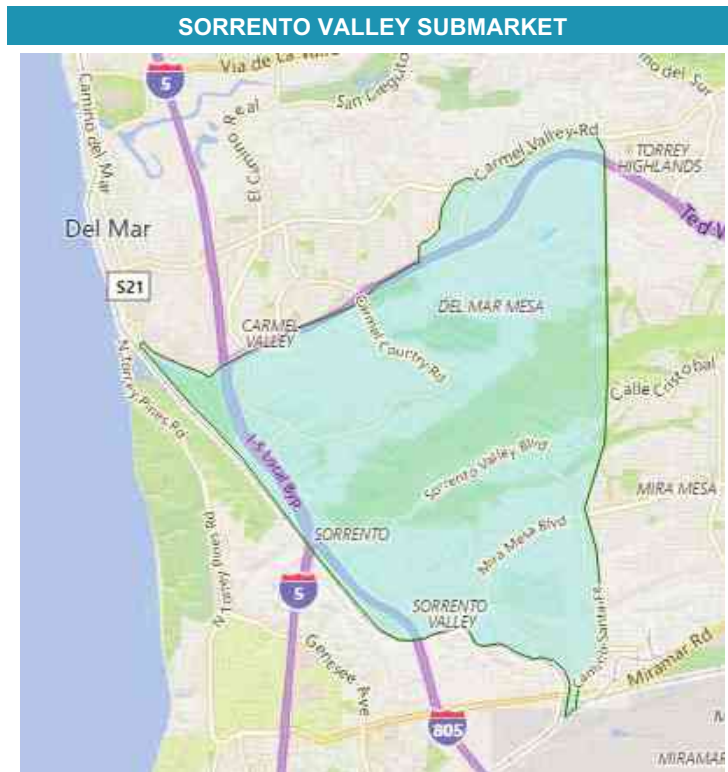 SORRENTO VALLEY SUBMARKET
5
Via de La Valle
San Dieguito
Camino del Mar
El Camino Real
Carmel Valley Rd
TORREY
HIGHLANDS
Ted
Del Mar
S21
CARMEL
VALLEY
Carmel Country Rd
DEL MAR MESA
N Torrey Pines Rd
Calle Cristobal
I-5 Local Byp.
Sorrento Valley Blvd
MIRA MESA
N Torrey Pines Rd
SORRENTO
Mira Mesa Blvd
5
SORRENTO
VALLEY
Genesee Ave
Camino Santa Fe
Miramar Rd
805
MIRAMAR